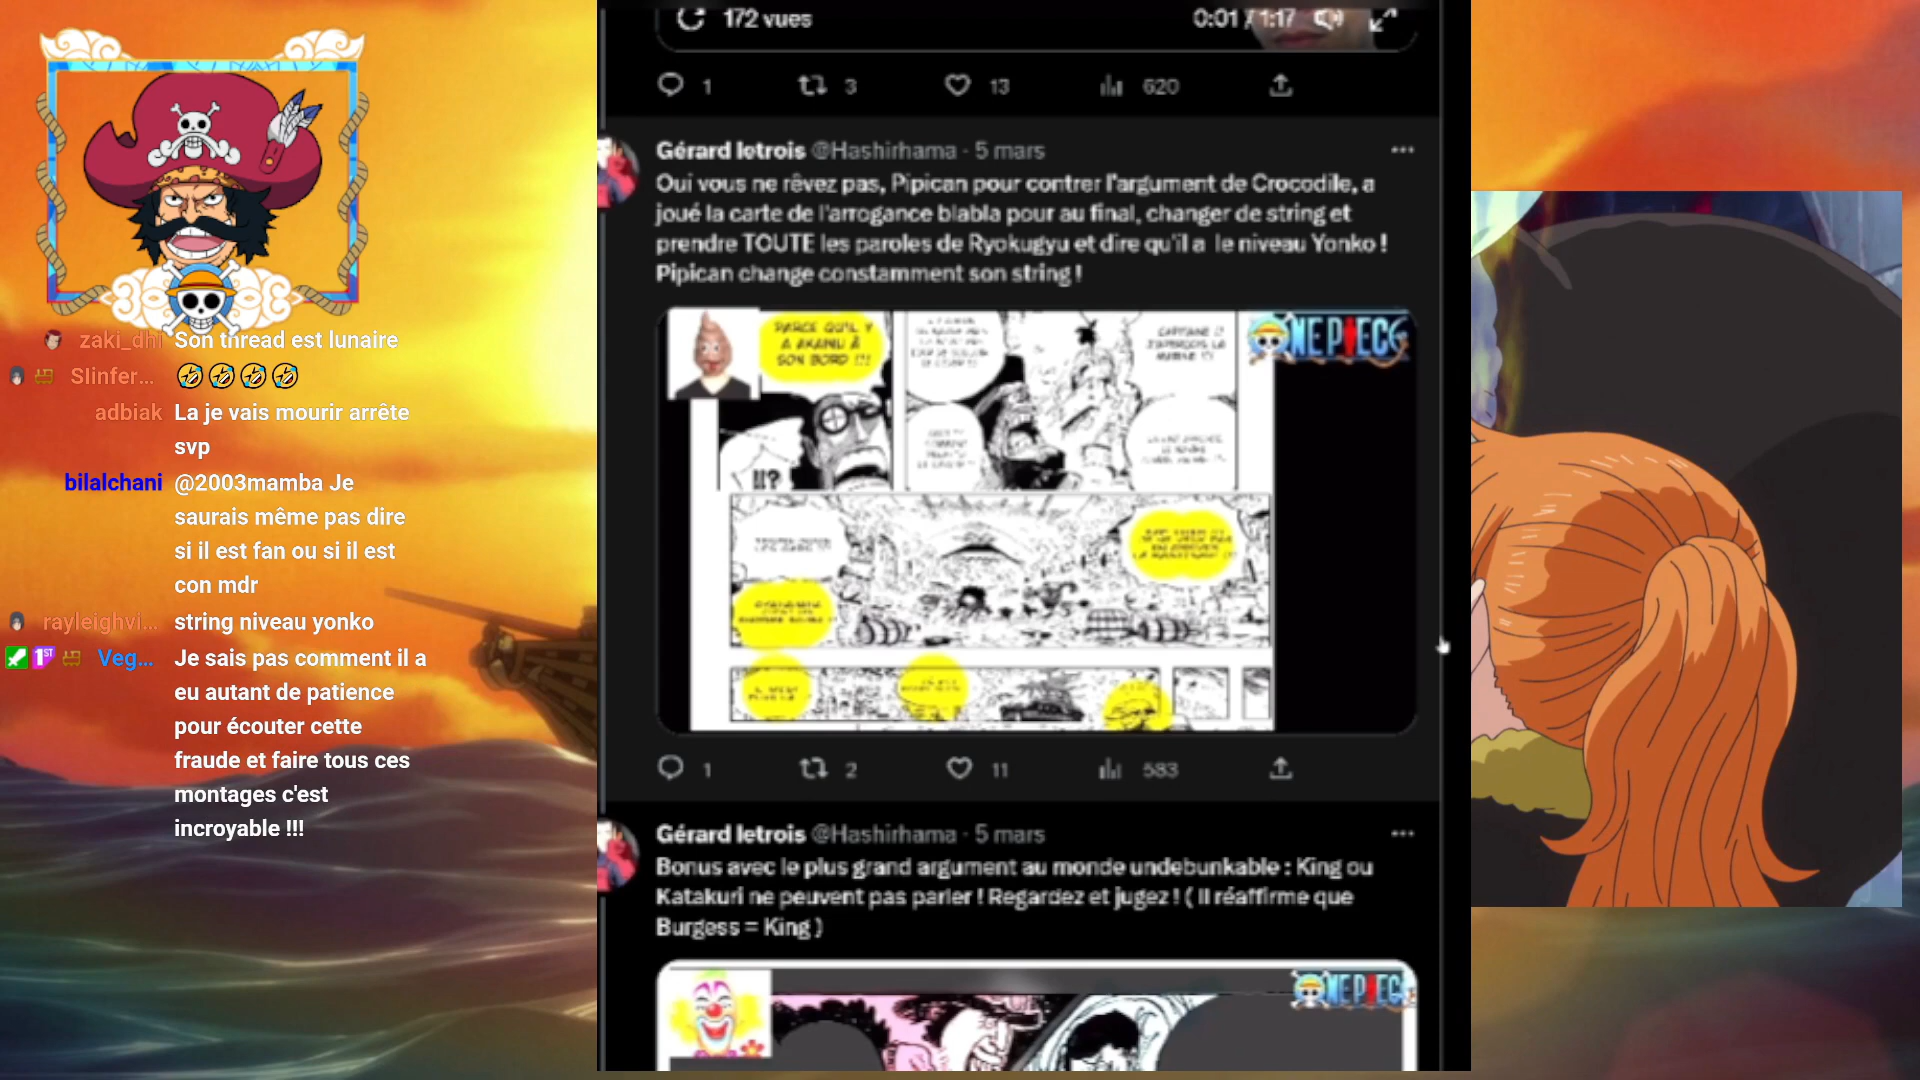 zaki_dhi Son thread est lunaire
Slinfer...
adbiak La je vais mourir arrête
svp
bilalchani @2003mamba Je
saurais même pas dire
si il est fan ou si il est
con mdr
rayleighvi... string niveau yonko
1ST Veg... Je sais pas comment il a
eu autant de patience
pour écouter cette
fraude et faire tous ces
montages c'est
incroyable !!!
172 vues 0:01 / 1:17
1 3 13 620
Gérard letrois @Hashirhama · 5 mars
Oui vous ne rêvez pas, Pipican pour contrer l'argument de Crocodile, a
joué la carte de l'arrogance blabla pour au final, changer de string et
prendre TOUTE les paroles de Ryokugyu et dire qu'il a le niveau Yonko !
Pipican change constamment son string !
PARCE QU'IL Y
A AKAINU À
SON BORD !!!
!!?
ONE PIECE
1 2 11 583
Gérard letrois @Hashirhama · 5 mars
Bonus avec le plus grand argument au monde undebunkable : King ou
Katakuri ne peuvent pas parler ! Regardez et jugez ! ( Il réaffirme que
Burgess = King )
ONE PIECE